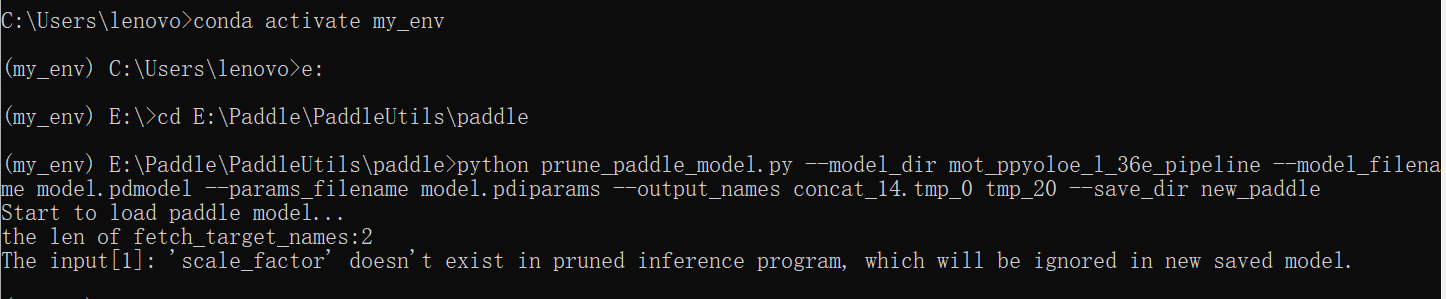 C:\Users\lenovo>conda activate my_env
(my_env) C:\Users\lenovo>e:
(my_env) E:\>cd E:\Paddle\PaddleUtils\paddle
(my_env) E:\Paddle\PaddleUtils\paddle>python prune_paddle_model.py --model_dir mot_ppyoloe_l_36e_pipeline --model_filena
me model.pdmodel --params_filename model.pdiparams --output_names concat_14.tmp_0 tmp_20 --save_dir new_paddle
Start to load paddle model...
the len of fetch_target_names:2
The input[1]: 'scale_factor' doesn't exist in pruned inference program, which will be ignored in new saved model.